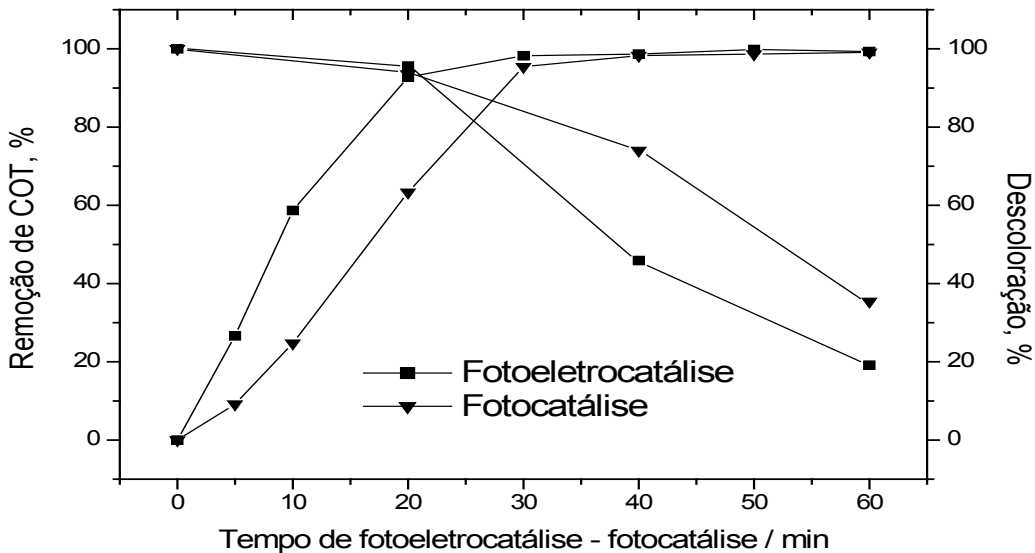 Remoção de COT, %
100
80
60
40
20
0
Fotoeletrocatálise
Fotocatálise
100
80
60
40
20
0
Descoloração, %
0 10 20 30 40 50 60
Tempo de fotoeletrocatálise - fotocatálise / min